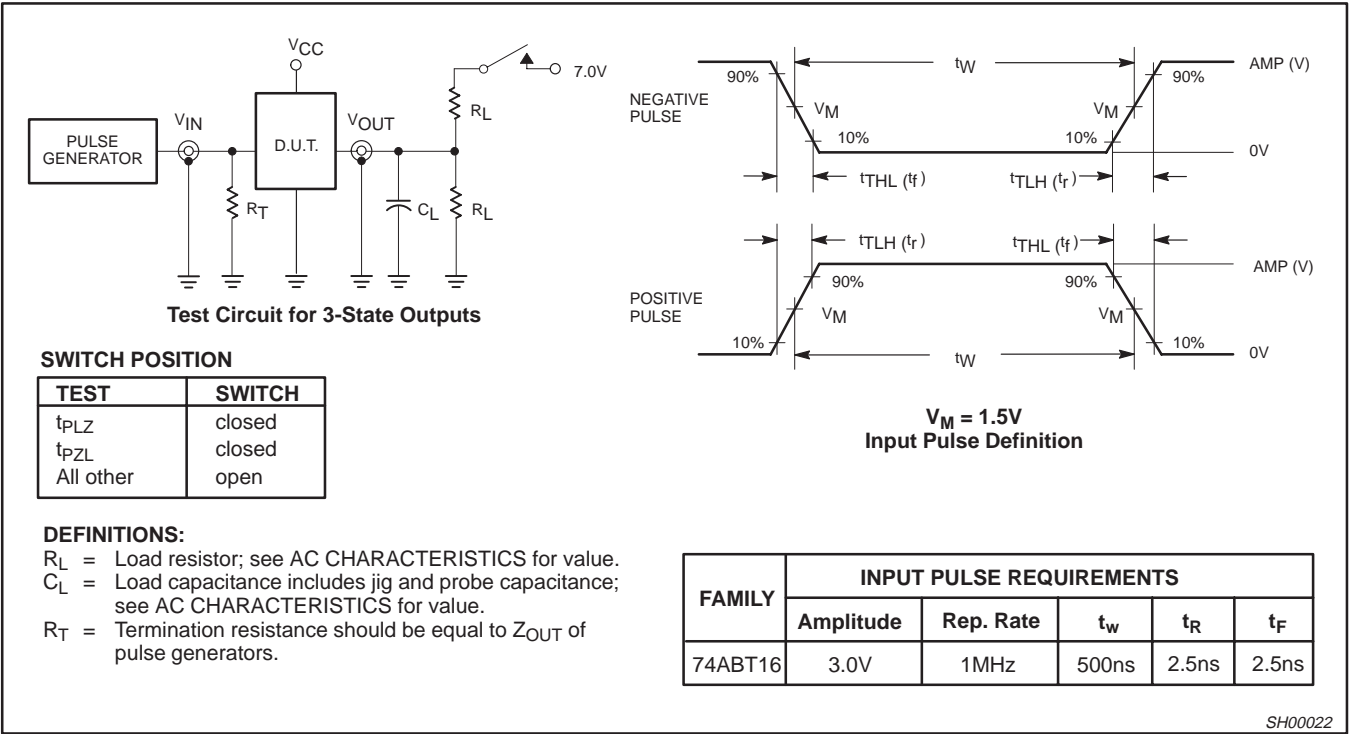 VCC
7.0V
RL
VIN
VOUT
PULSE
GENERATOR
D.U.T.
RT
CL
RL
Test Circuit for 3-State Outputs
NEGATIVE
PULSE
90%
tW
90%
AMP (V)
VM
VM
10%
10%
0V
tTHL (tf)
tTLH (tr)
tTLH (tr)
tTHL (tf)
POSITIVE
PULSE
90%
90%
AMP (V)
VM
VM
10%
tW
10%
0V
VM = 1.5V
Input Pulse Definition
SWITCH POSITION
TEST SWITCH
tPLZ closed
tPZL closed
All other open
DEFINITIONS:
RL = Load resistor; see AC CHARACTERISTICS for value.
CL = Load capacitance includes jig and probe capacitance;
see AC CHARACTERISTICS for value.
RT = Termination resistance should be equal to ZOUT of
pulse generators.
FAMILY
INPUT PULSE REQUIREMENTS
Amplitude Rep. Rate tw tR tF
74ABT16 3.0V 1MHz 500ns 2.5ns 2.5ns
SH00022